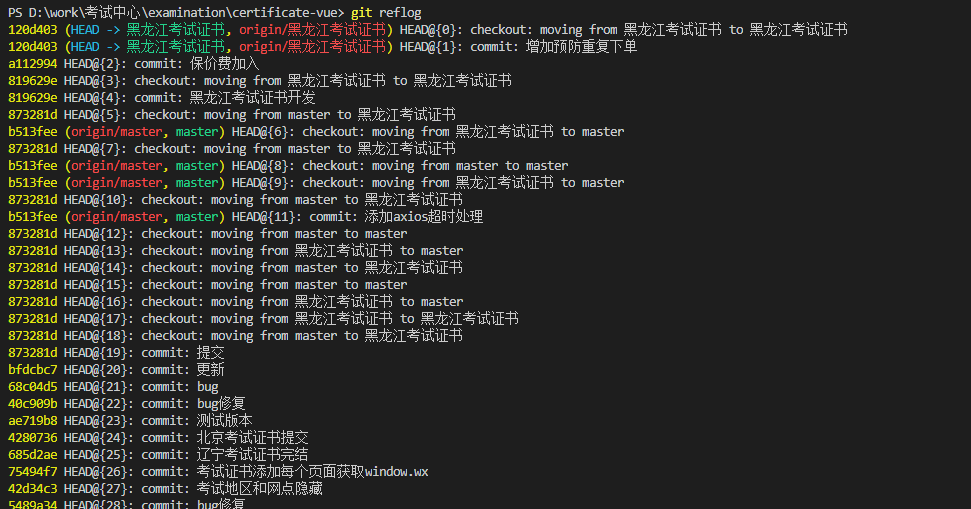 PS D:\work\考试中心\examination\certificate-vue> git reflog
120d403 (HEAD -> 黑龙江考试证书, origin/黑龙江考试证书) HEAD@{0}: checkout: moving from 黑龙江考试证书 to 黑龙江考试证书
120d403 (HEAD -> 黑龙江考试证书, origin/黑龙江考试证书) HEAD@{1}: commit: 增加预防重复下单
a112994 HEAD@{2}: commit: 保价费加入
819629e HEAD@{3}: checkout: moving from 黑龙江考试证书 to 黑龙江考试证书
819629e HEAD@{4}: commit: 黑龙江考试证书开发
873281d HEAD@{5}: checkout: moving from master to 黑龙江考试证书
b513fee (origin/master, master) HEAD@{6}: checkout: moving from 黑龙江考试证书 to master
873281d HEAD@{7}: checkout: moving from master to 黑龙江考试证书
b513fee (origin/master, master) HEAD@{8}: checkout: moving from master to master
b513fee (origin/master, master) HEAD@{9}: checkout: moving from 黑龙江考试证书 to master
873281d HEAD@{10}: checkout: moving from master to 黑龙江考试证书
b513fee (origin/master, master) HEAD@{11}: commit: 添加axios超时处理
873281d HEAD@{12}: checkout: moving from master to master
873281d HEAD@{13}: checkout: moving from 黑龙江考试证书 to master
873281d HEAD@{14}: checkout: moving from master to 黑龙江考试证书
873281d HEAD@{15}: checkout: moving from master to master
873281d HEAD@{16}: checkout: moving from 黑龙江考试证书 to master
873281d HEAD@{17}: checkout: moving from 黑龙江考试证书 to 黑龙江考试证书
873281d HEAD@{18}: checkout: moving from master to 黑龙江考试证书
873281d HEAD@{19}: commit: 提交
bfdcbc7 HEAD@{20}: commit: 更新
68c04d5 HEAD@{21}: commit: bug
40c909b HEAD@{22}: commit: bug修复
ae719b8 HEAD@{23}: commit: 测试版本
4280736 HEAD@{24}: commit: 北京考试证书提交
685d2ae HEAD@{25}: commit: 辽宁考试证书完结
75494f7 HEAD@{26}: commit: 考试证书添加每个页面获取window.wx
42d34c3 HEAD@{27}: commit: 考试地区和网点隐藏
5489a34 HEAD@{28}: commit: bug修复